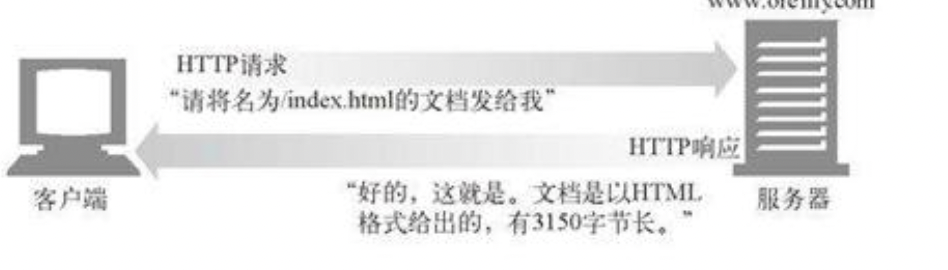 www.oreilly.com
HTTP请求
“请将名为/index.html的文档发给我”
HTTP响应
客户端
“好的，这就是。文档是以HTML
格式给出的，有3150字节长。”
服务器